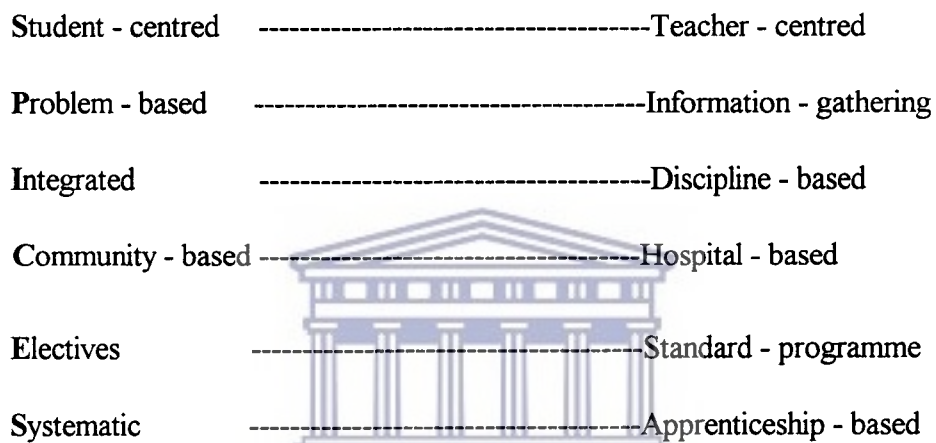 Student - centred ------------------------------------Teacher - centred
Problem - based ------------------------------------Information - gathering
Integrated ------------------------------------Discipline - based
Community - based -----------------------------------Hospital - based
Electives ------------------------------------Standard - programme
Systematic ----------------------------------Apprenticeship - based